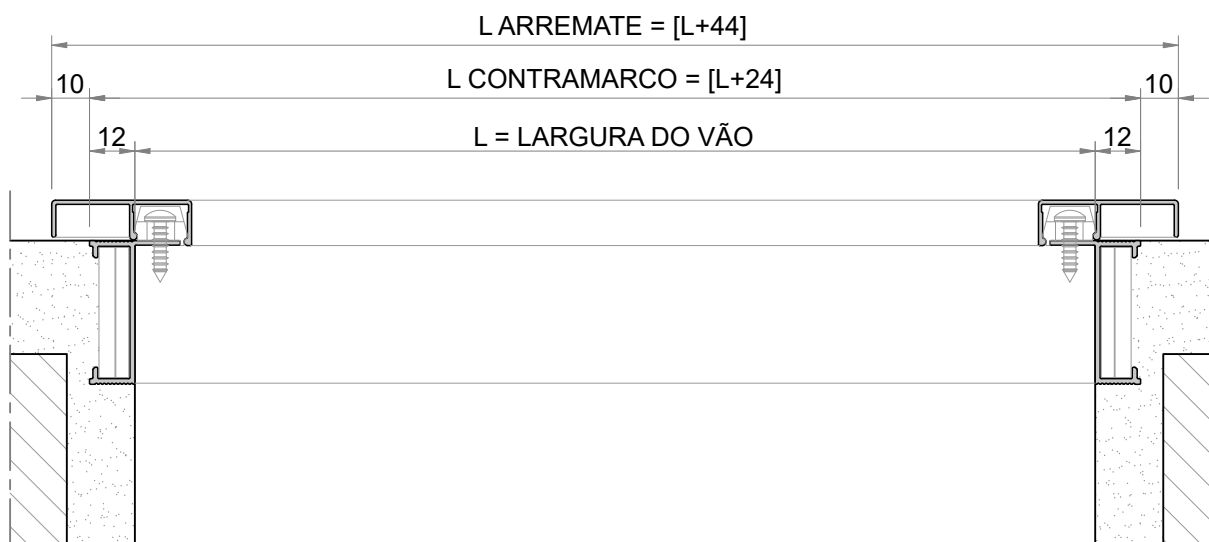 L ARREMATE = [L+44]
10 L CONTRAMARCO = [L+24] 10
12 L = LARGURA DO VÃO 12